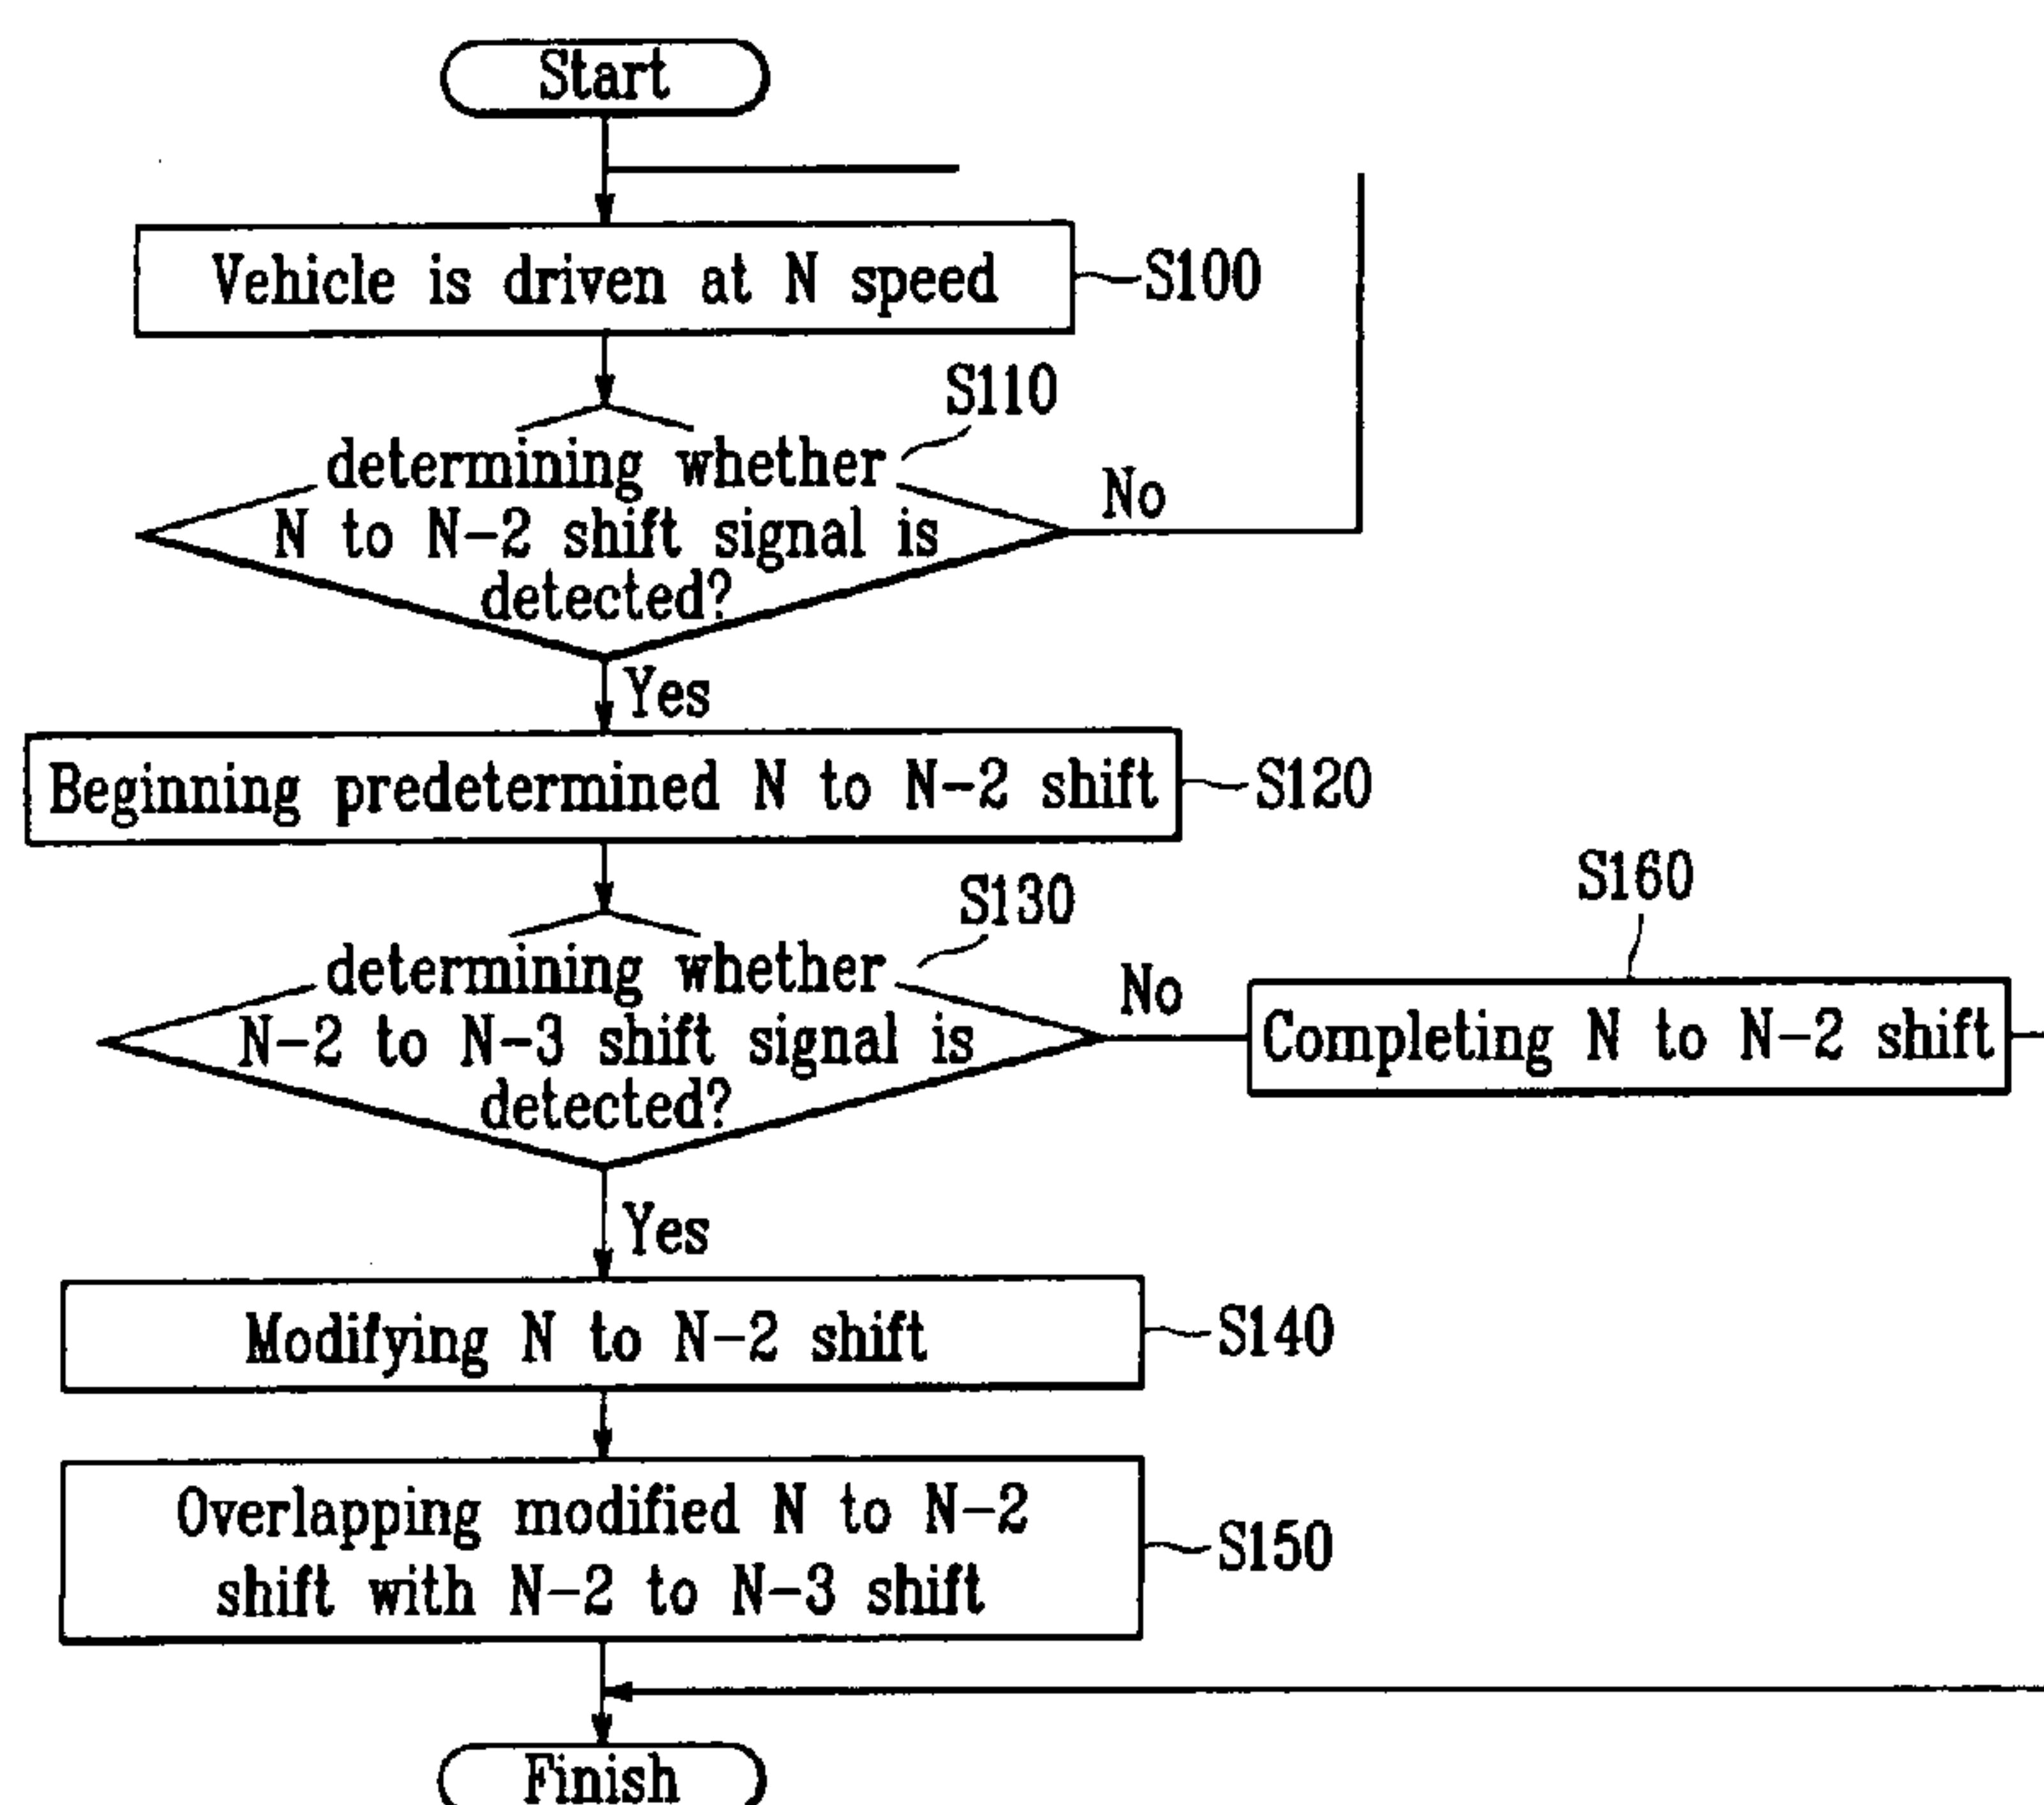 Start
Vehicle is driven at N speed
S100
S110
determining whether
N to N-2 shift signal is
detected?
No
Yes
Beginning predetermined N to N-2 shift
S120
S130
determining whether
N-2 to N-3 shift signal is
detected?
No
S160
Completing N to N-2 shift
Yes
Modifying N to N-2 shift
S140
Overlapping modified N to N-2
shift with N-2 to N-3 shift
S150
Finish